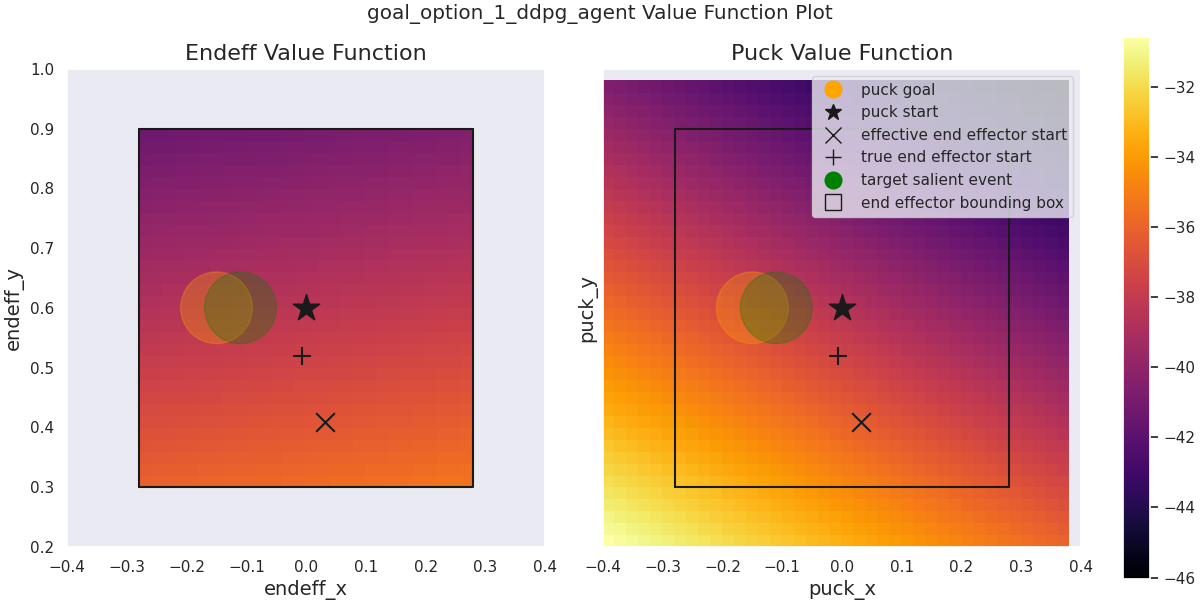 goal_option_1_ddpg_agent Value Function Plot
Endeff Value Function
endeff_y
1.0
0.9
0.8
0.7
0.6
0.5
0.4
0.3
0.2
−0.4 −0.3 −0.2 −0.1 0.0 0.1 0.2 0.3 0.4
endeff_x
Puck Value Function
puck_y
puck goal
puck start
effective end effector start
true end effector start
target salient event
end effector bounding box
−0.4 −0.3 −0.2 −0.1 0.0 0.1 0.2 0.3 0.4
puck_x
−32
−34
−36
−38
−40
−42
−44
−46